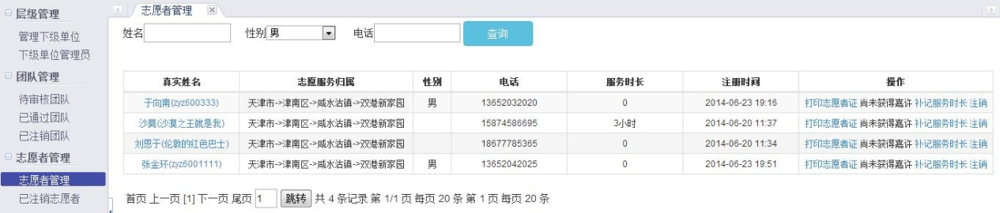 层级管理
管理下级单位
下级单位管理员
团队管理
待审核团队
已通过团队
已注销团队
志愿者管理
志愿者管理
已注销志愿者
志愿者管理
姓名 性别 男 电话 查询
真实姓名 志愿服务归属 性别 电话 服务时长 注册时间 操作
于向南(zyz600333) 天津市->津南区->咸水沽镇->双港新家园 男 13652032020 0 2014-06-23 19:16 打印志愿者证 尚未获得嘉许 补记服务时长 注销
沙莫(沙漠之王就是我) 天津市->津南区->咸水沽镇->双港新家园 15874586695 3小时 2014-06-20 11:37 打印志愿者证 尚未获得嘉许 补记服务时长 注销
刘恩于(伦敦的红色巴士) 天津市->津南区->咸水沽镇->双港新家园 18677785365 0 2014-06-20 11:34 打印志愿者证 尚未获得嘉许 补记服务时长 注销
张金环(zyz6001111) 天津市->津南区->咸水沽镇->双港新家园 男 13652042025 0 2014-06-23 19:51 打印志愿者证 尚未获得嘉许 补记服务时长 注销
首页 上一页 [1] 下一页 尾页 1 跳转 共 4 条记录 第 1/1 页 每页 20 条 第 1 页 每页 20 条